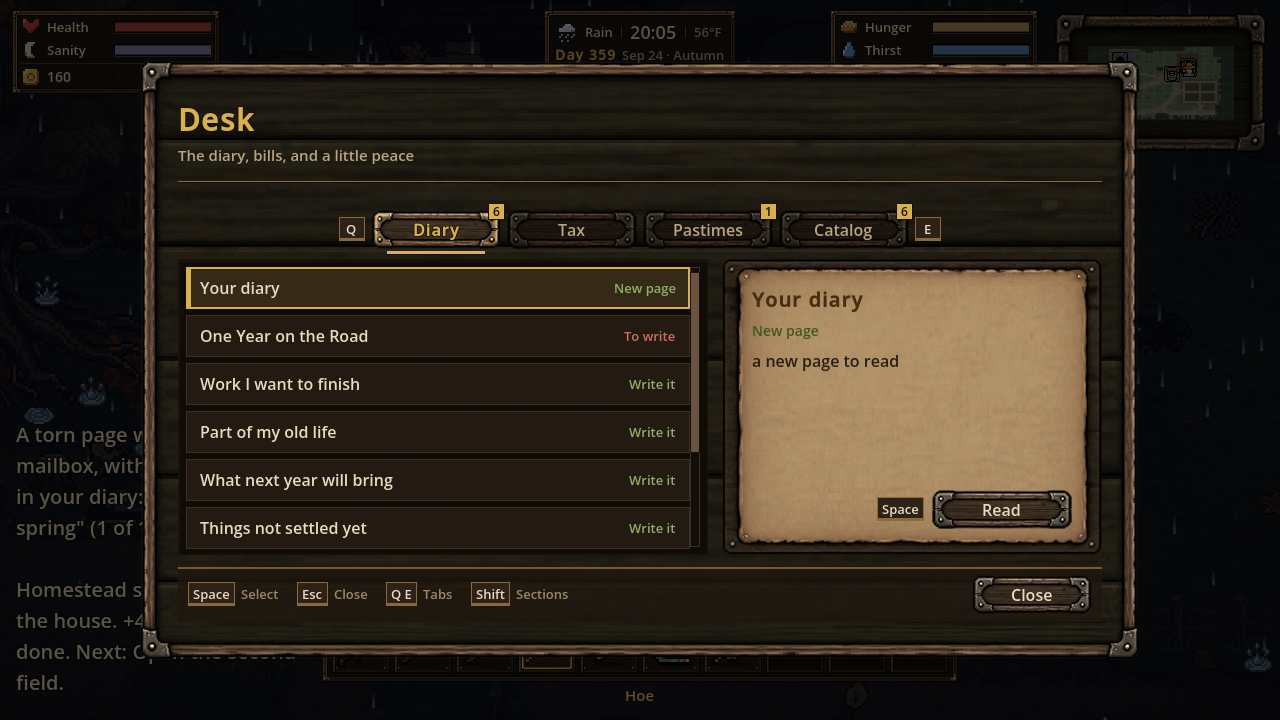 Health
Sanity
160
Rain 20:05 56°F
Day 359 Sep 24 · Autumn
Hunger
Thirst
Desk
The diary, bills, and a little peace
Q
Diary 6
Tax
Pastimes 1
Catalog 6
E
Your diary New page
One Year on the Road To write
Work I want to finish Write it
Part of my old life Write it
What next year will bring Write it
Things not settled yet Write it
Your diary
New page
a new page to read
Space Read
Space Select Esc Close Q E Tabs Shift Sections
Close
A torn page
mailbox, with
in your diary:
spring" (1 of
Homestead
the house.
done. Next: the second
field.
Hoe